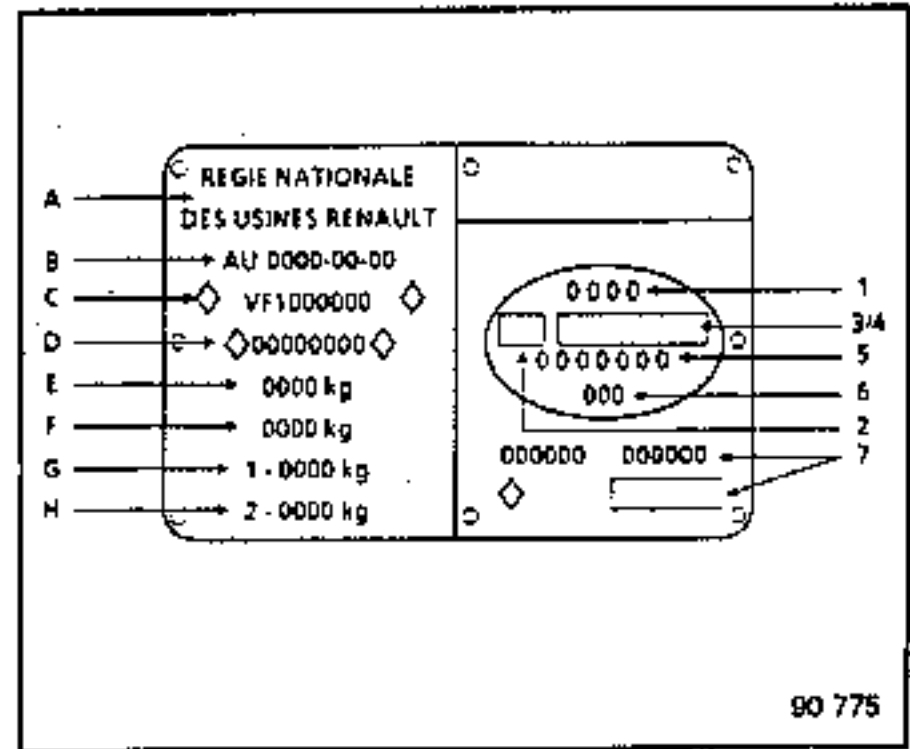 A REGIE NATIONALE
DES USINES RENAULT
B AU 0000-00-00
C VF1000000
D 00000000
E 0000 kg
F 0000 kg
G 1 - 0000 kg
H 2 - 0000 kg
0000 1
3/4
0000000 5
000 6
2
000000 000000 7
90 775